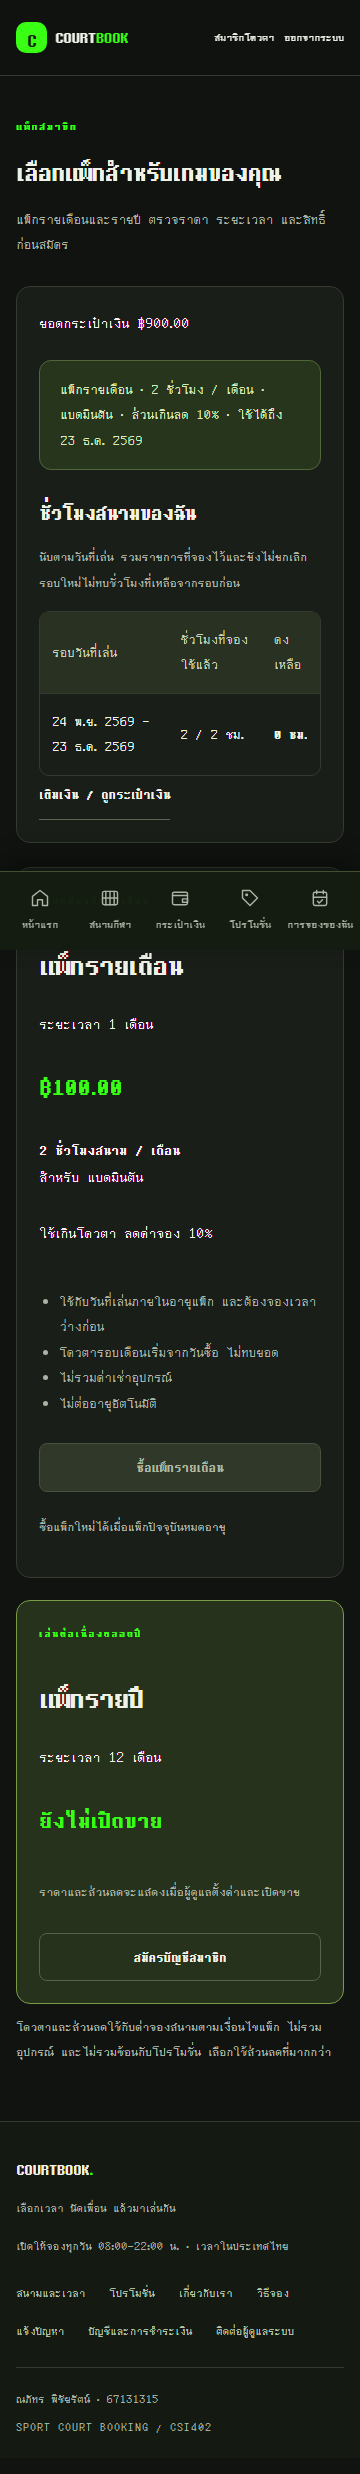 C COURTBOOK
สมาชิกโควตา ออกจากระบบ
แพ็กสมาชิก
เลือกแพ็กสำหรับเกมของคุณ
แพ็กรายเดือนและรายปี ตรวจราคา ระยะเวลา และสิทธิ์
ก่อนสมัคร
ยอดกระเป๋าเงิน ฿900.00
แพ็กรายเดือน · 2 ชั่วโมง / เดือน ·
แบดมินตัน · ส่วนเกินลด 10% · ใช้ได้ถึง
23 ธ.ค. 2569
ชั่วโมงสนามของฉัน
นับตามวันที่เล่น รวมรายการที่จองไว้และยังไม่ยกเลิก
รอบใหม่ไม่ทบชั่วโมงที่เหลือจากรอบก่อน
รอบวันที่เล่น
ชั่วโมงที่จอง
ใช้แล้ว
คง
เหลือ
24 พ.ย. 2569 –
23 ธ.ค. 2569
2 / 2 ชม.
0 ชม.
เติมเงิน / ดูกระเป๋าเงิน
หน้าแรก
สนามกีฬา
กระเป๋าเงิน
โปรโมชั่น
การจองของฉัน
แพ็กรายเดือน
ระยะเวลา 1 เดือน
฿100.00
2 ชั่วโมงสนาม / เดือน
สำหรับ แบดมินตัน
ใช้เกินโควตา ลดค่าจอง 10%
ใช้กับวันที่เล่นภายในอายุแพ็ก และต้องจองเวลา
ว่างก่อน
โควตารอบเดือนเริ่มจากวันซื้อ ไม่ทบยอด
ไม่รวมค่าเช่าอุปกรณ์
ไม่ต่ออายุอัตโนมัติ
ซื้อแพ็กรายเดือน
ซื้อแพ็กใหม่ได้เมื่อแพ็กปัจจุบันหมดอายุ
เล่นต่อเนื่องตลอดปี
แพ็กรายปี
ระยะเวลา 12 เดือน
ยังไม่เปิดขาย
ราคาและส่วนลดจะแสดงเมื่อผู้ดูแลตั้งค่าและเปิดขาย
สมัครบัญชีสมาชิก
โควตาและส่วนลดใช้กับค่าจองสนามตามเงื่อนไขแพ็ก ไม่รวม
อุปกรณ์ และไม่รวมซ้อนกับโปรโมชั่น เลือกใช้ส่วนลดที่มากกว่า
COURTBOOK.
เลือกเวลา นัดเพื่อน แล้วมาเล่นกัน
เปิดให้จองทุกวัน 08:00–22:00 น. · เวลาในประเทศไทย
สนามและเวลา โปรโมชั่น เกี่ยวกับเรา วิธีจอง
แจ้งปัญหา บัญชีและการชำระเงิน ติดต่อผู้ดูแลระบบ
ณภัทร พิชัยรัตน์ · 67131315
SPORT COURT BOOKING / CSI402